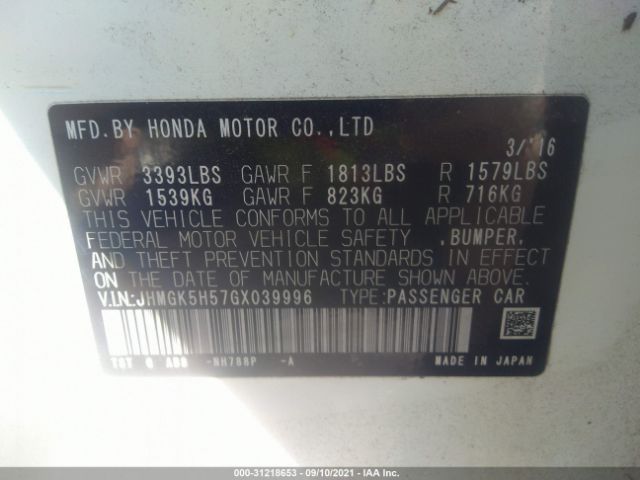 MFD.BY HONDA MOTOR CO.,LTD
3/16
GVWR 3393LBS GAWR F 1813LBS R 1579LBS
GVWR 1539KG GAWR F 823KG R 716KG
THIS VEHICLE CONFORMS TO ALL APPLICABLE
FEDERAL MOTOR VEHICLE SAFETY ,BUMPER,
AND THEFT PREVENTION STANDARDS IN EFFECT
ON THE DATE OF MANUFACTURE SHOWN ABOVE.
V.I.N.:JHMGK5H57GX039996 TYPE:PASSENGER CAR
-NH788P -A MADE IN JAPAN
000-31218653 - 09/10/2021 - IAA Inc.